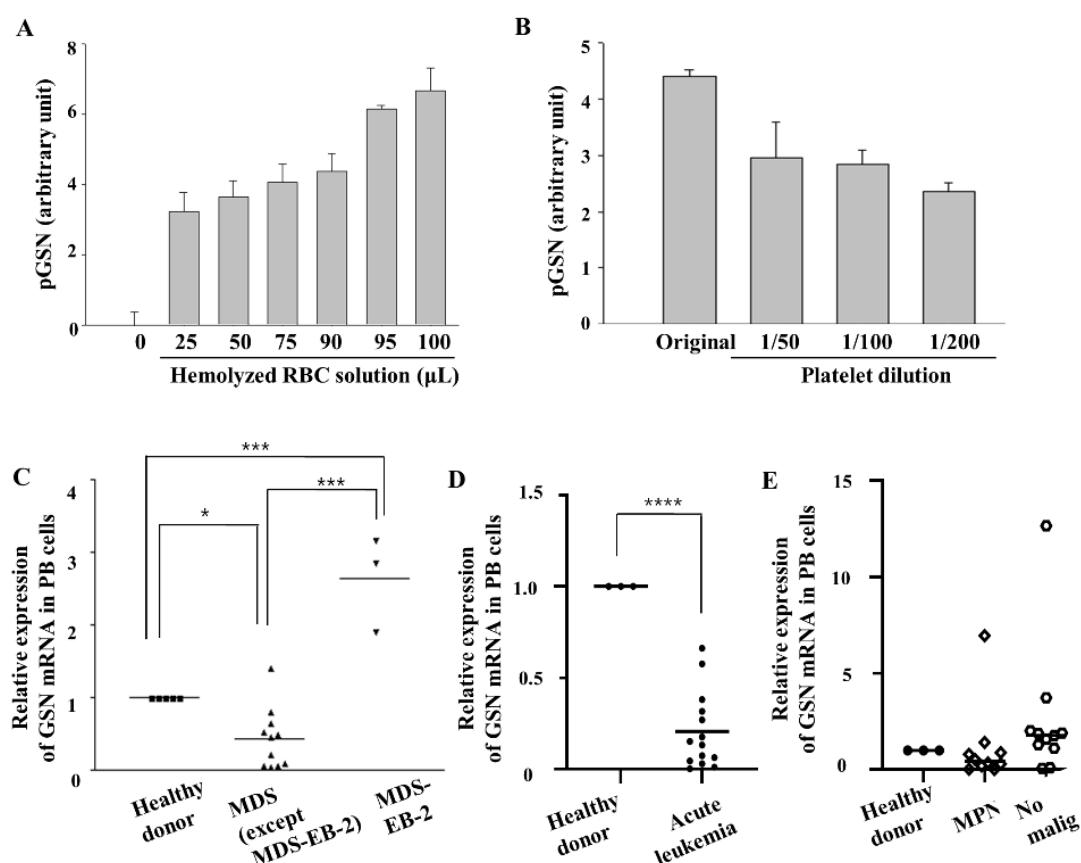 A
pGSN (arbitrary unit)
8
6
4
2
0
0 25 50 75 90 95 100
Hemolyzed RBC solution (µL)
B
pGSN (arbitrary unit)
5
4
3
2
1
0
Original 1/50 1/100 1/200
Platelet dilution
C
Relative expression
of GSN mRNA in PB cells
4
3
2
1
0
***
***
*
Healthy
donor
MDS
(except
MDS-EB-2)
MDS-
EB-2
D
Relative expression
of GSN mRNA in PB cells
1.5
1.0
0.5
0
****
Healthy
donor
Acute
leukemia
E
Relative expression
of GSN mRNA in PB cells
15
10
5
0
Healthy
donor
MPN
No
malig